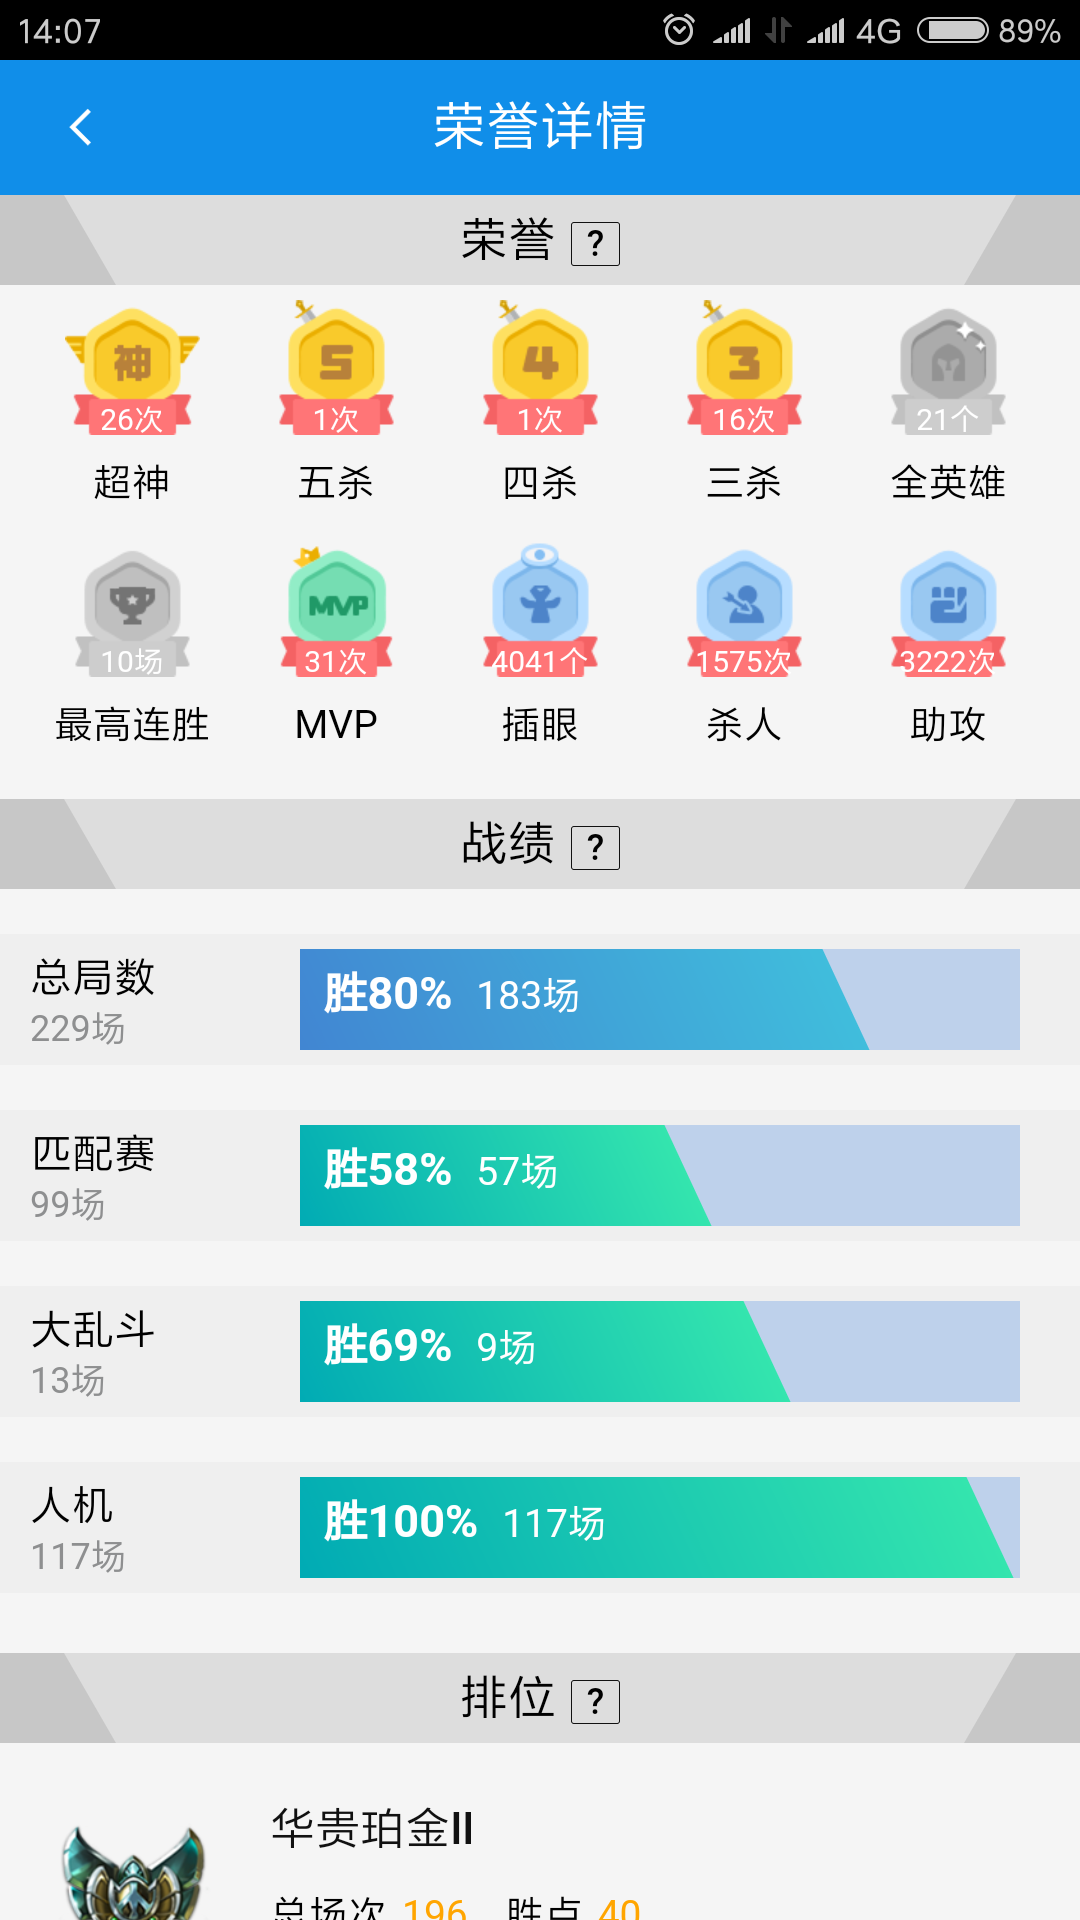 14:07 4G 89%
荣誉详情
荣誉 ?
神 5 4 3
26次 1次 1次 16次 21个
超神 五杀 四杀 三杀 全英雄
MVP
10场 31次 4041个 1575次 3222次
最高连胜 MVP 插眼 杀人 助攻
战绩 ?
总局数
229场
胜80% 183场
匹配赛
99场
胜58% 57场
大乱斗
13场
胜69% 9场
人机
117场
胜100% 117场
排位 ?
华贵珀金II
总场次 196 胜点 40